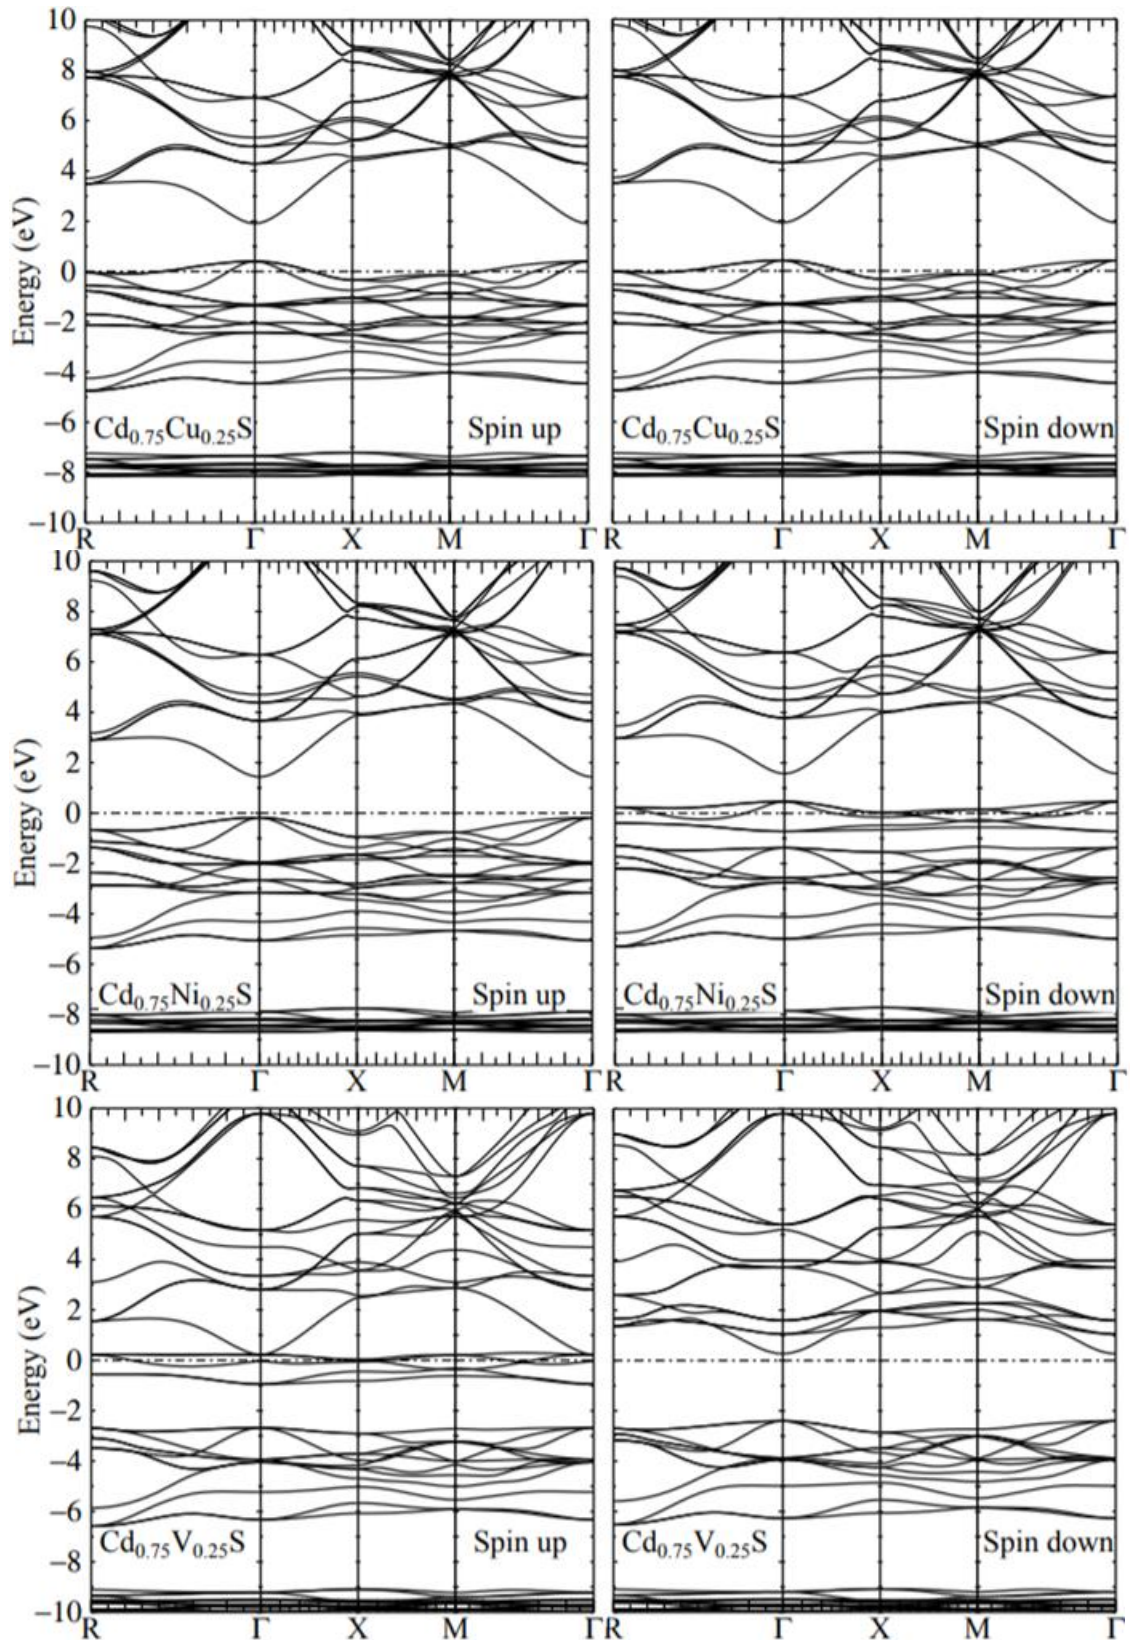 10
8
6
4
2
0
−2
−4
−6
−8
−10
Energy (eV)
Cd0.75Cu0.25S
Spin up
R
Γ
X
M
Γ
Cd0.75Cu0.25S
Spin down
R
Γ
X
M
Γ
10
8
6
4
2
0
−2
−4
−6
−8
−10
Energy (eV)
Cd0.75Ni0.25S
Spin up
R
Γ
X
M
Γ
Cd0.75Ni0.25S
Spin down
R
Γ
X
M
Γ
10
8
6
4
2
0
−2
−4
−6
−8
−10
Energy (eV)
Cd0.75V0.25S
Spin up
R
Γ
X
M
Γ
Cd0.75V0.25S
Spin down
R
Γ
X
M
Γ